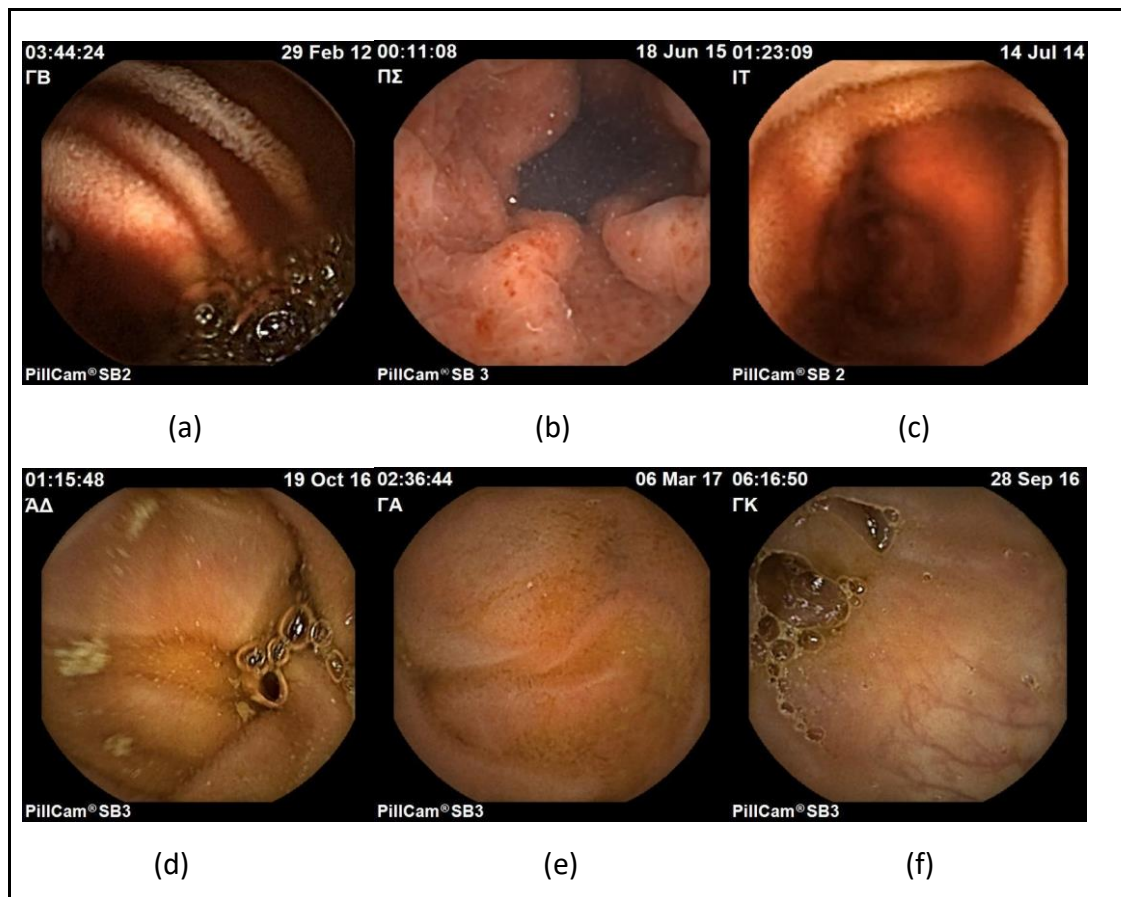 03:44:24 29 Feb 12
ΓΒ
PillCam®SB2
00:11:08 18 Jun 15
ΠΣ
PillCam®SB 3
01:23:09 14 Jul 14
ΙΤ
PillCam®SB 2
(a) (b) (c)
01:15:48 19 Oct 16
ΆΔ
PillCam®SB3
02:36:44 06 Mar 17
ΓΑ
PillCam®SB3
06:16:50 28 Sep 16
ΓΚ
PillCam®SB3
(d) (e) (f)